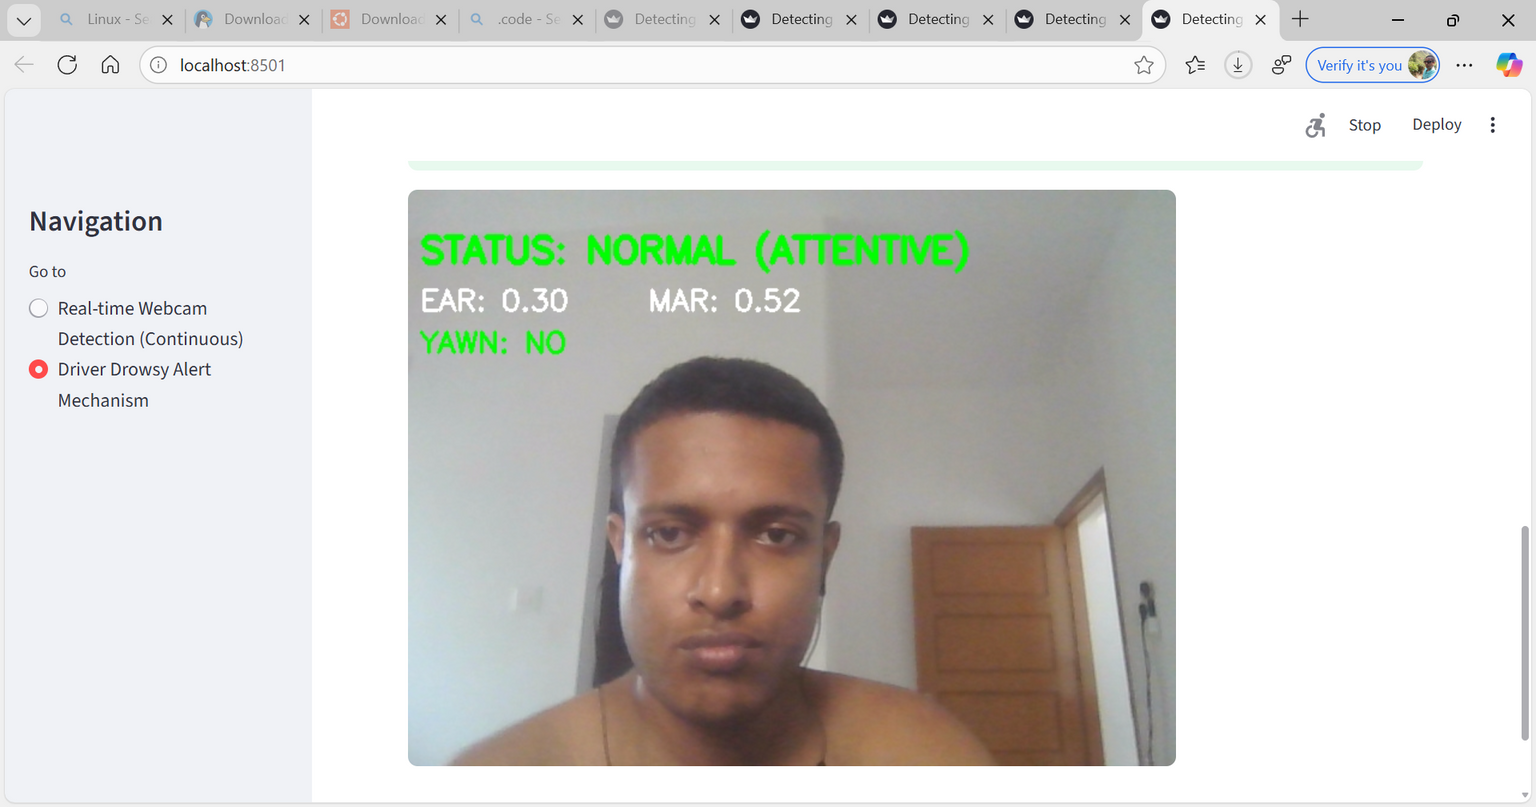 Linux - Se
Download
Download
.code - Se
Detecting
Detecting
Detecting
Detecting
Detecting
localhost:8501
Verify it's you
Stop
Deploy
Navigation
Go to
Real-time Webcam
Detection (Continuous)
Driver Drowsy Alert
Mechanism
STATUS: NORMAL (ATTENTIVE)
EAR: 0.30 MAR: 0.52
YAWN: NO